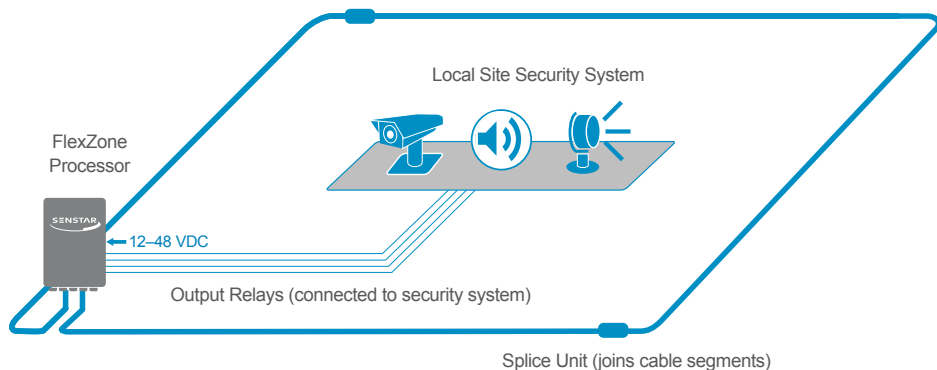 Local Site Security System
FlexZone
Processor
SENSTAR
12–48 VDC
Output Relays (connected to security system)
Splice Unit (joins cable segments)